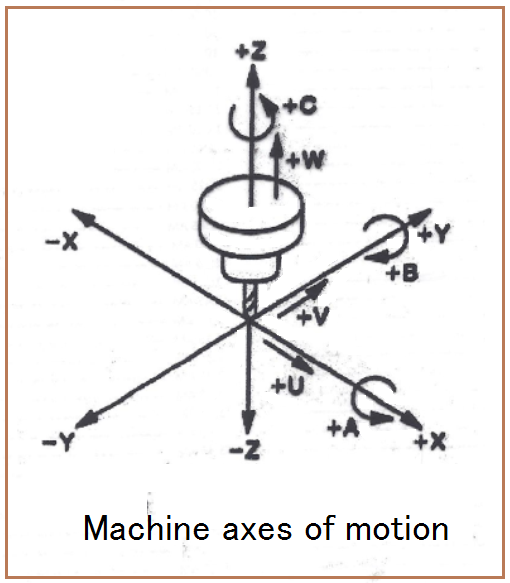 +Z
+C
+W
-X
+Y
+B
+V
+U
+A
-Y
-Z
+X
Machine axes of motion